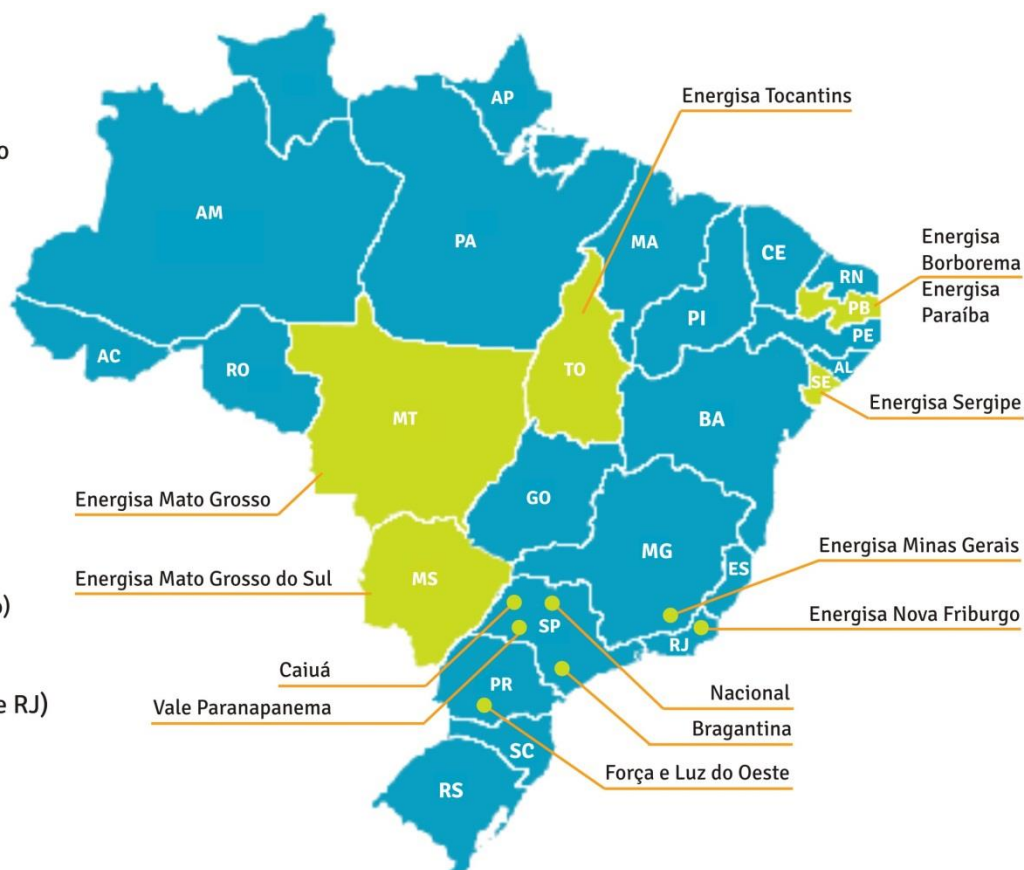 AP
Energisa Tocantins
o
AM
PA
MA
CE
Energisa
Borborema
RN
Energisa
Paraíba
PB
PI
PE
AC
RO
TO
AL
SE
Energisa Sergipe
MT
BA
Energisa Mato Grosso
GO
MG
Energisa Minas Gerais
ES
Energisa Mato Grosso do Sul
MS
o)
SP
Energisa Nova Friburgo
RJ
Caiuá
PR
Nacional
e RJ)
Vale Paranapanema
Bragantina
SC
Força e Luz do Oeste
RS